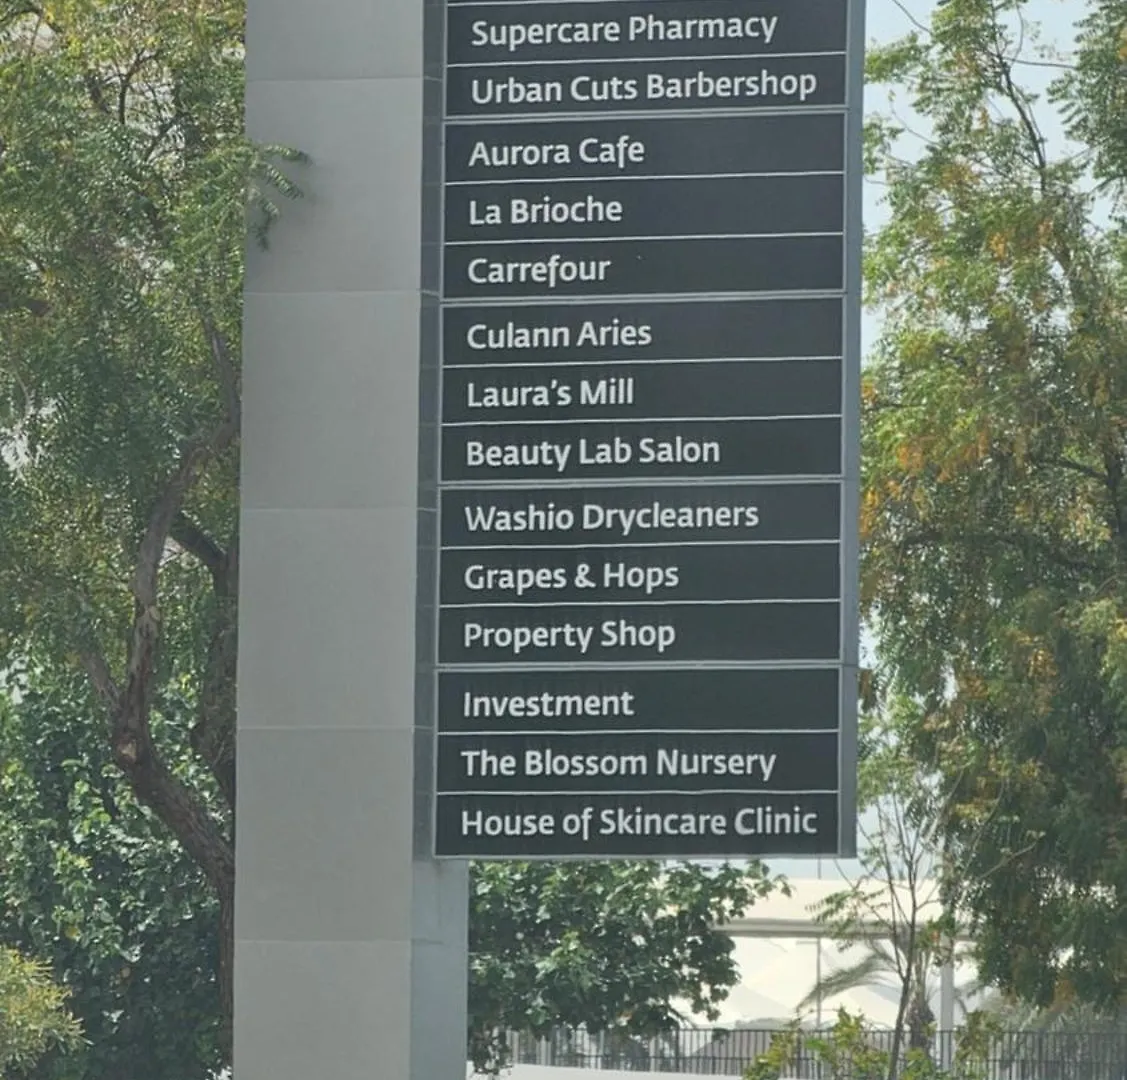 Supercare Pharmacy
Urban Cuts Barbershop
Aurora Cafe
La Brioche
Carrefour
Culann Aries
Laura's Mill
Beauty Lab Salon
Washio Drycleaners
Grapes & Hops
Property Shop
Investment
The Blossom Nursery
House of Skincare Clinic